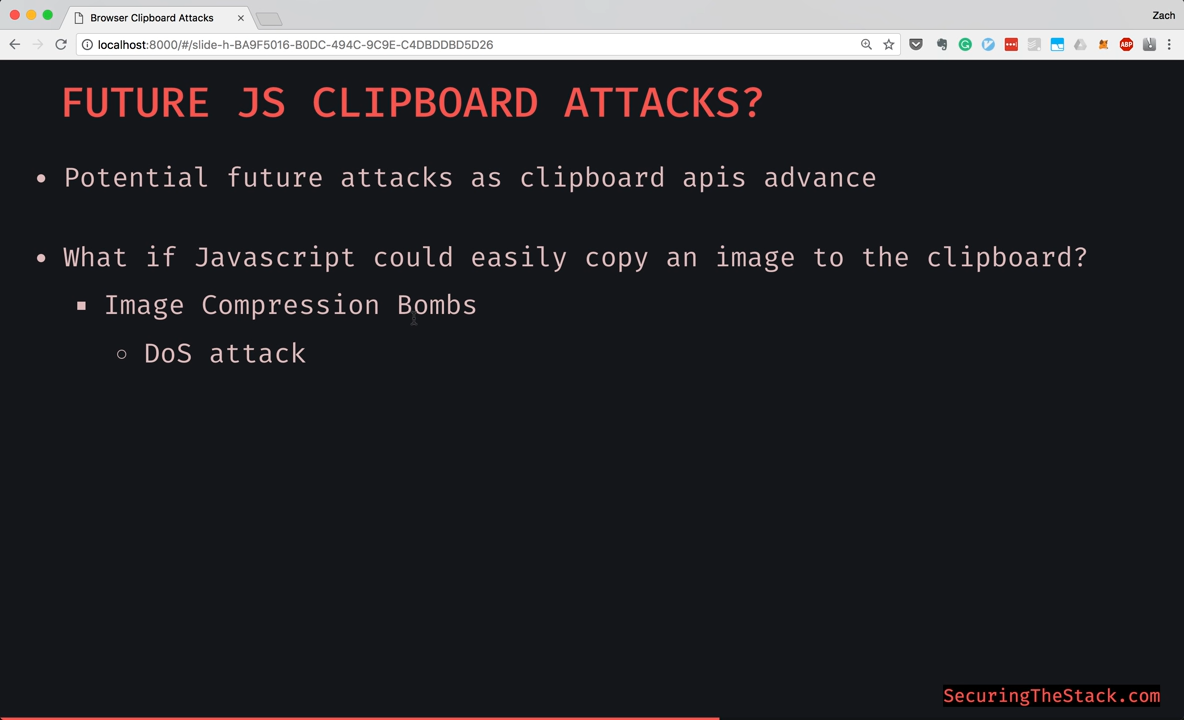 Browser Clipboard Attacks
Zach
localhost:8000/#/slide-h-BA9F5016-B0DC-494C-9C9E-C4DBDDBD5D26
ABP
FUTURE JS CLIPBOARD ATTACKS?
Potential future attacks as clipboard apis advance
What if Javascript could easily copy an image to the clipboard?
Image Compression Bombs
DoS attack
SecuringTheStack.com